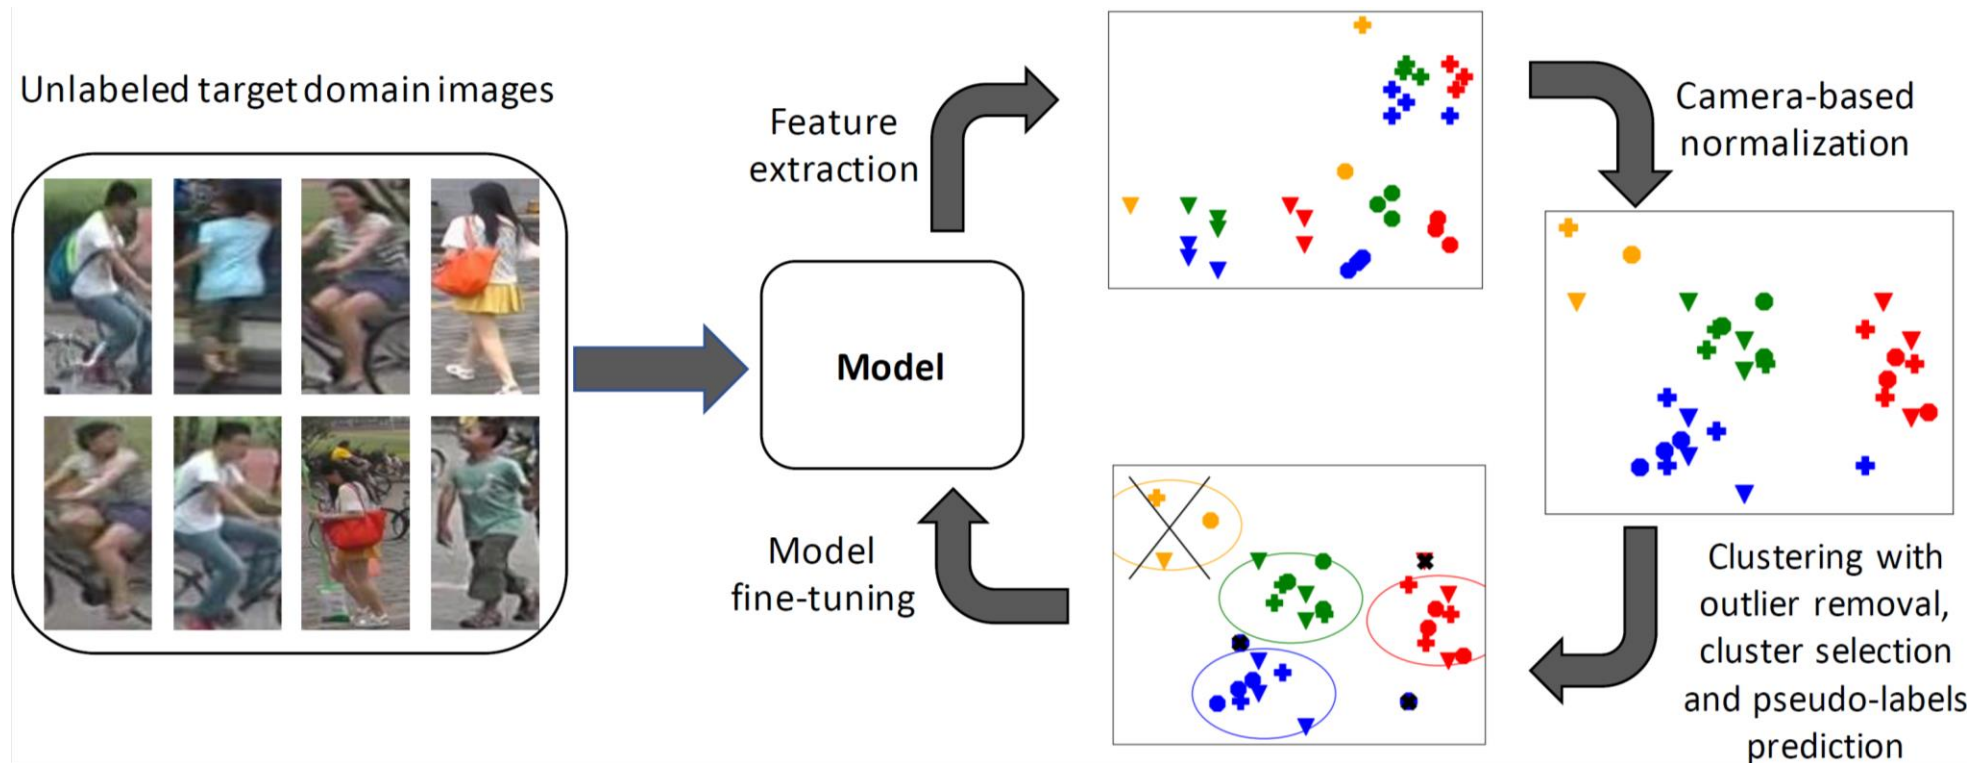 Unlabeled target domain images
Feature
extraction
Camera-based
normalization
Model
Model
fine-tuning
Clustering with
outlier removal,
cluster selection
and pseudo-labels
prediction